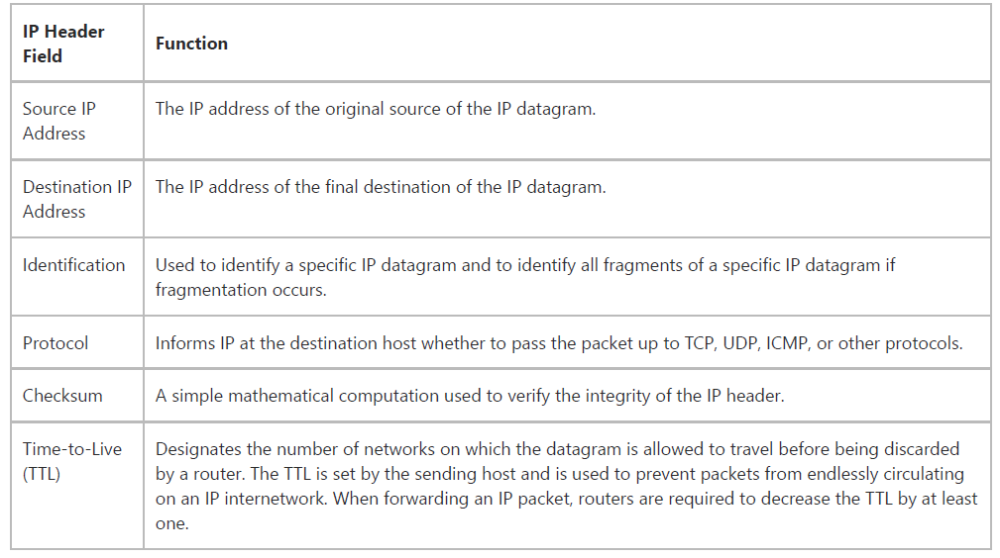 IP Header
Field
Function
Source IP
Address
The IP address of the original source of the IP datagram.
Destination IP
Address
The IP address of the final destination of the IP datagram.
Identification
Used to identify a specific IP datagram and to identify all fragments of a specific IP datagram if
fragmentation occurs.
Protocol
Informs IP at the destination host whether to pass the packet up to TCP, UDP, ICMP, or other protocols.
Checksum
A simple mathematical computation used to verify the integrity of the IP header.
Time-to-Live
(TTL)
Designates the number of networks on which the datagram is allowed to travel before being discarded
by a router. The TTL is set by the sending host and is used to prevent packets from endlessly circulating
on an IP internetwork. When forwarding an IP packet, routers are required to decrease the TTL by at least
one.